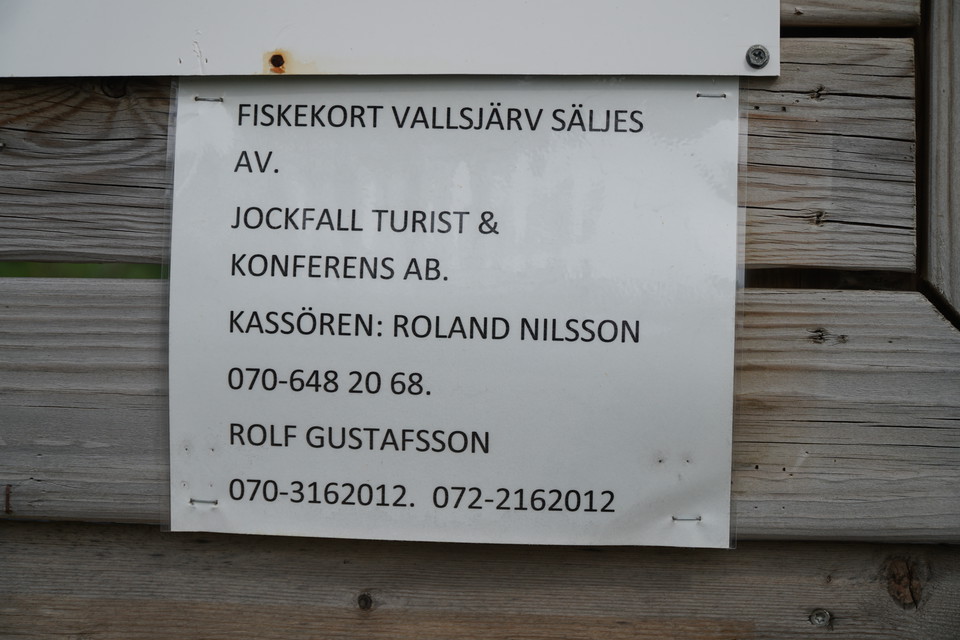 FISKEKORT VALLSJÄRV SÄLJES
AV.
JOCKFALL TURIST &
KONFERENS AB.
KASSÖREN: ROLAND NILSSON
070-648 20 68.
ROLF GUSTAFSSON
070-3162012. 072-2162012